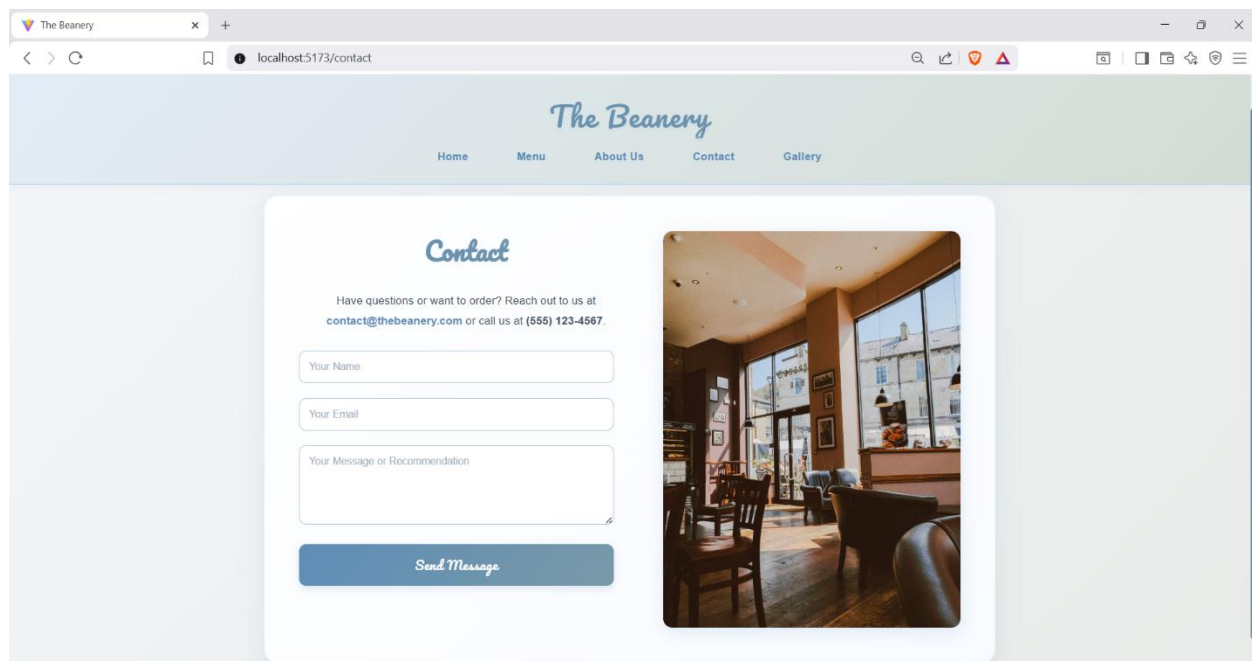 The Beanery
localhost:5173/contact
The Beanery
Home Menu About Us Contact Gallery
Contact
Have questions or want to order? Reach out to us at
contact@thebeanery.com or call us at (555) 123-4567.
Your Name
Your Email
Your Message or Recommendation
Send Message